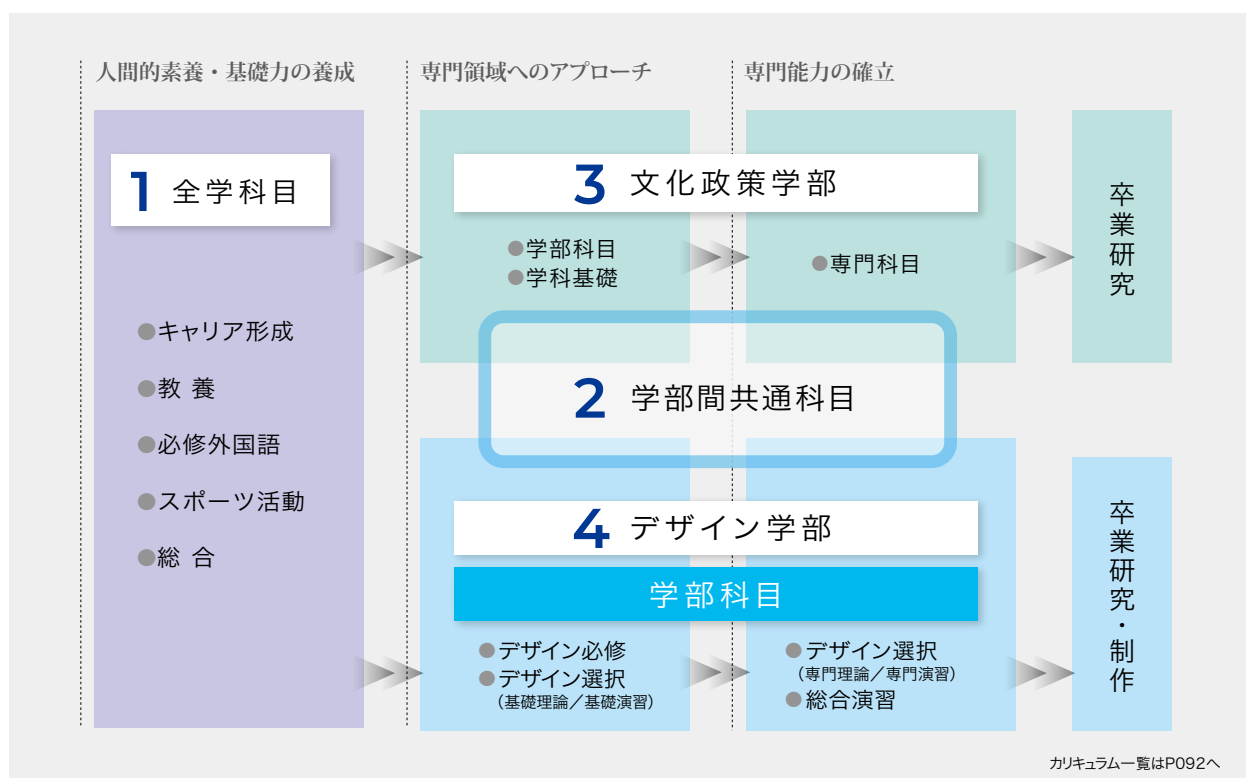 人間的素養・基礎力の養成
専門領域へのアプローチ
専門能力の確立
1 全学科目
●キャリア形成
●教 養
●必修外国語
●スポーツ活動
●総 合
3 文化政策学部
●学部科目
●学科基礎
●専門科目
卒業研究
2 学部間共通科目
4 デザイン学部
学部科目
●デザイン必修
●デザイン選択
(基礎理論／基礎演習)
●デザイン選択
(専門理論／専門演習)
●総合演習
卒業研究・制作
カリキュラム一覧はP092へ